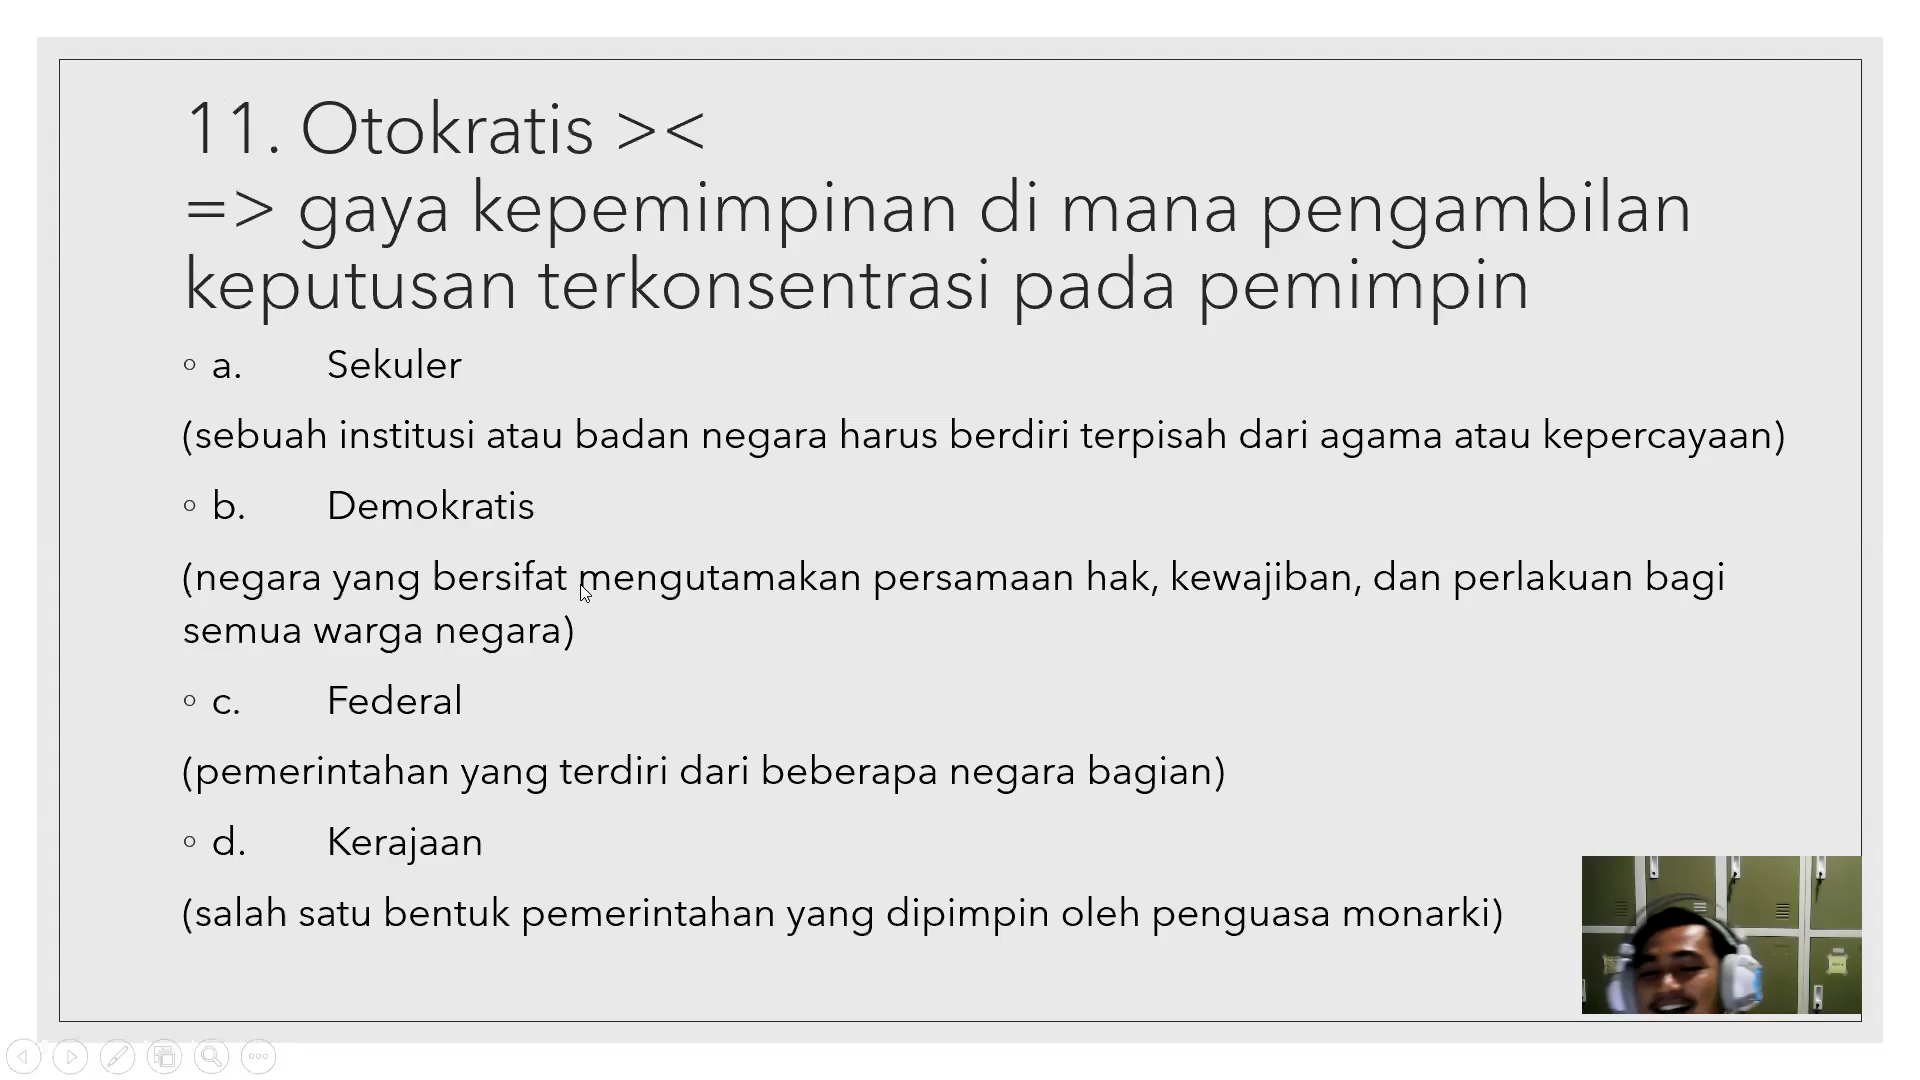 11. Otokratis ><
=> gaya kepemimpinan di mana pengambilan
keputusan terkonsentrasi pada pemimpin
a. Sekuler
(sebuah institusi atau badan negara harus berdiri terpisah dari agama atau kepercayaan)
b. Demokratis
(negara yang bersifat mengutamakan persamaan hak, kewajiban, dan perlakuan bagi
semua warga negara)
c. Federal
(pemerintahan yang terdiri dari beberapa negara bagian)
d. Kerajaan
(salah satu bentuk pemerintahan yang dipimpin oleh penguasa monarki)